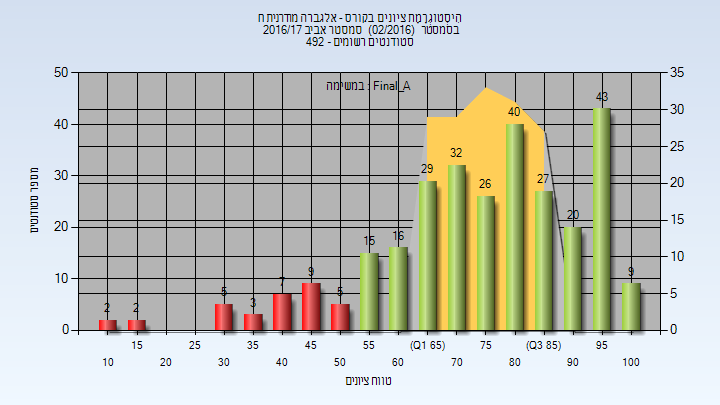 היסטוגרמת ציונים בקורס - אלגברה מודרנית ח
בסמסטר (02/2016) סמסטר אביב 2016/17
סטודנטים רשומים - 492
במשימה : Final_A
50 40 30 20 10 0
35 30 25 20 15 10 5 0
מספר סטודנטים
2 2 5 3 7 9 5 15 16 29 32 26 40 27 20 43 9
15 25 35 45 55 (Q1 65) 75 (Q3 85) 95
10 20 30 40 50 60 70 80 90 100
טווח ציונים